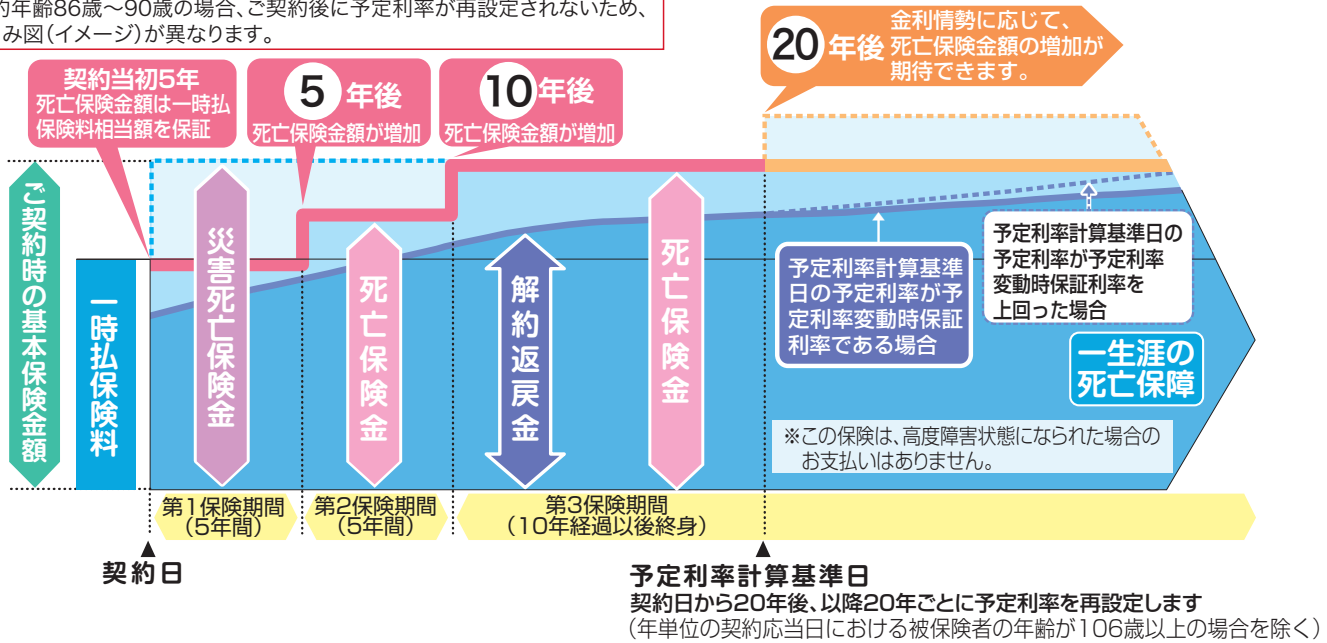 約年齢86歳～90歳の場合、ご契約後に予定利率が再設定されないため、
み図(イメージ)が異なります。
契約当初5年
死亡保険金額は一時払
保険料相当額を保証
5年後
死亡保険金額が増加
10年後
死亡保険金額が増加
20年後
金利情勢に応じて、
死亡保険金額の増加が
期待できます。
ご契約時の基本保険金額
一時払保険料
災害死亡保険金
死亡保険金
解約返戻金
死亡保険金
予定利率計算基準
日の予定利率が予
定利率変動時保証
利率である場合
予定利率計算基準日の
予定利率が予定利率
変動時保証利率を
上回った場合
一生涯の
死亡保障
※この保険は、高度障害状態になられた場合の
お支払いはありません。
第1保険期間
(5年間)
第2保険期間
(5年間)
第3保険期間
(10年経過以後終身)
契約日
予定利率計算基準日
契約日から20年後、以降20年ごとに予定利率を再設定します
(年単位の契約応当日における被保険者の年齢が106歳以上の場合を除く)